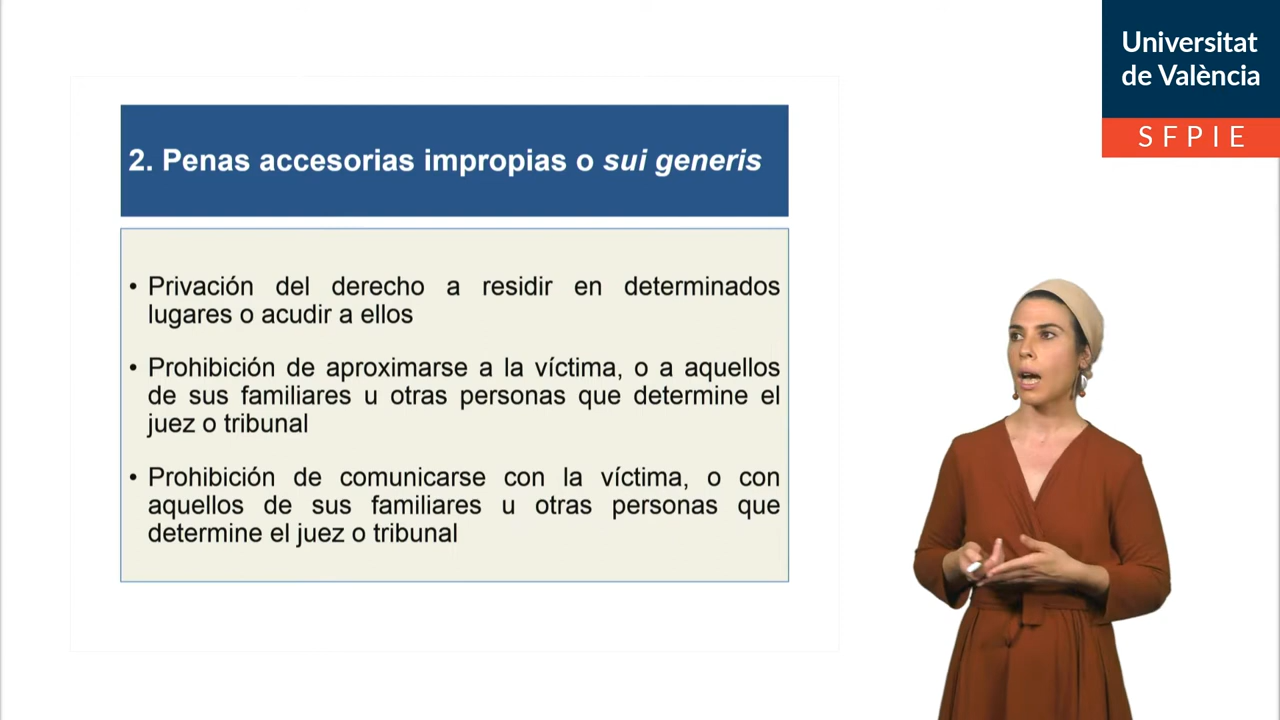 Universitat
de València
SFPIE
2. Penas accesorias impropias o sui generis
• Privación del derecho a residir en determinados
lugares o acudir a ellos
• Prohibición de aproximarse a la víctima, o a aquellos
de sus familiares u otras personas que determine el
juez o tribunal
• Prohibición de comunicarse con la víctima, o con
aquellos de sus familiares u otras personas que
determine el juez o tribunal